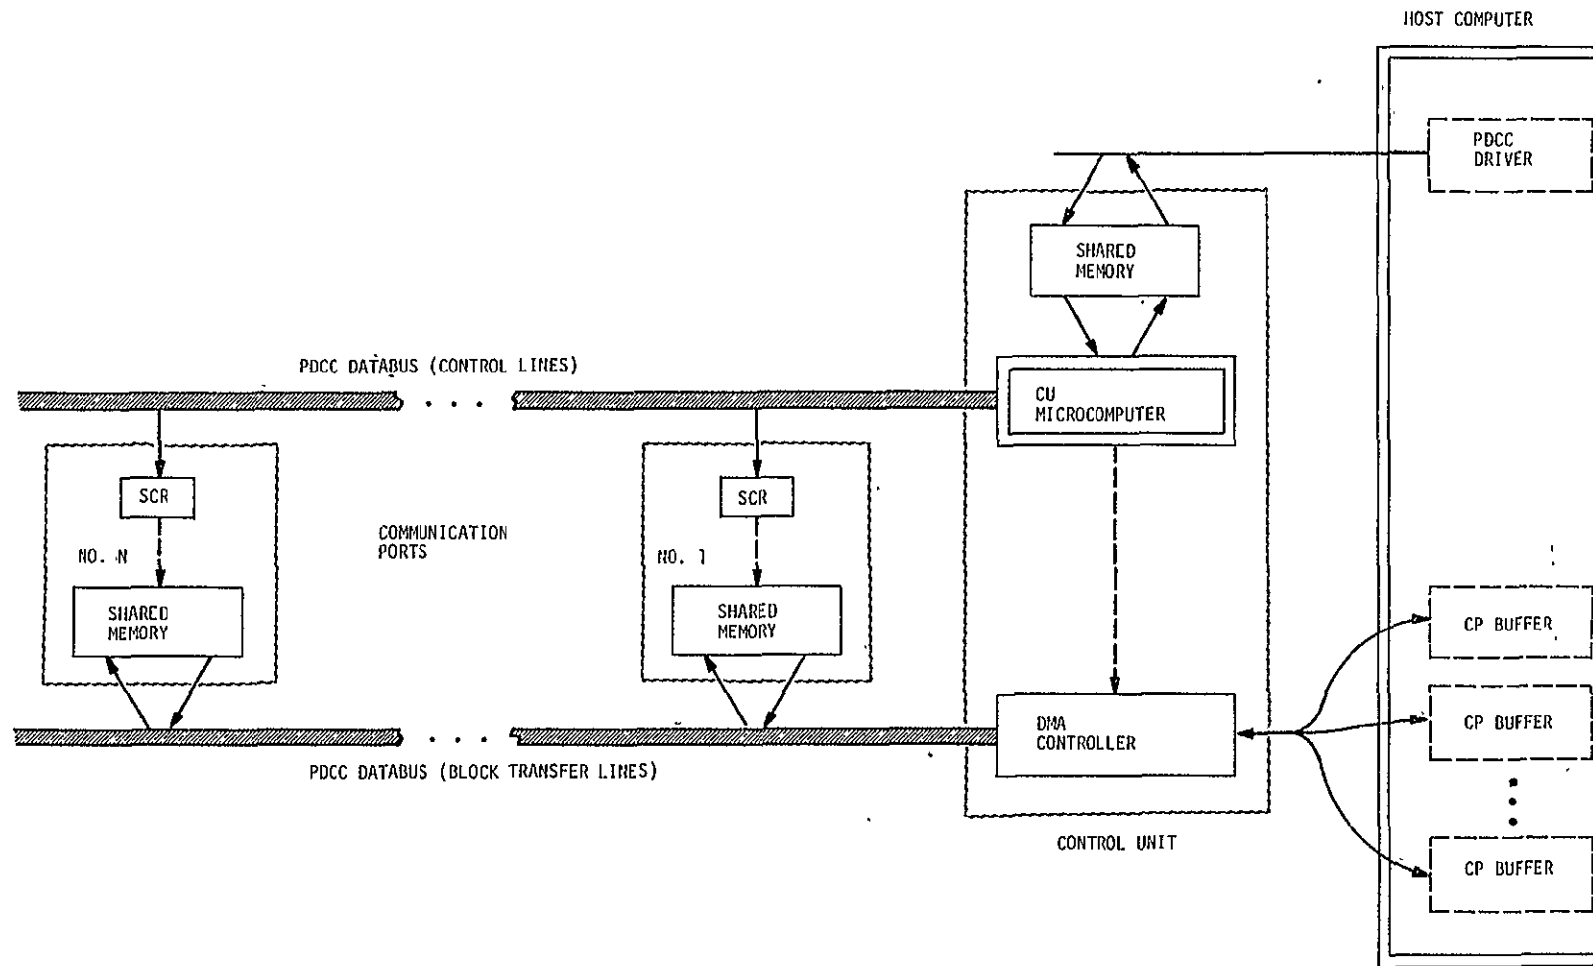 HOST COMPUTER
PDCC
DRIVER
SHARED
MEMORY
PDCC DATABUS (CONTROL LINES)
CU
MICROCOMPUTER
SCR
SCR
COMMUNICATION
PORTS
NO. N
NO. 1
SHARED
MEMORY
SHARED
MEMORY
CP BUFFER
DMA
CONTROLLER
CP BUFFER
PDCC DATABUS (BLOCK TRANSFER LINES)
CONTROL UNIT
CP BUFFER